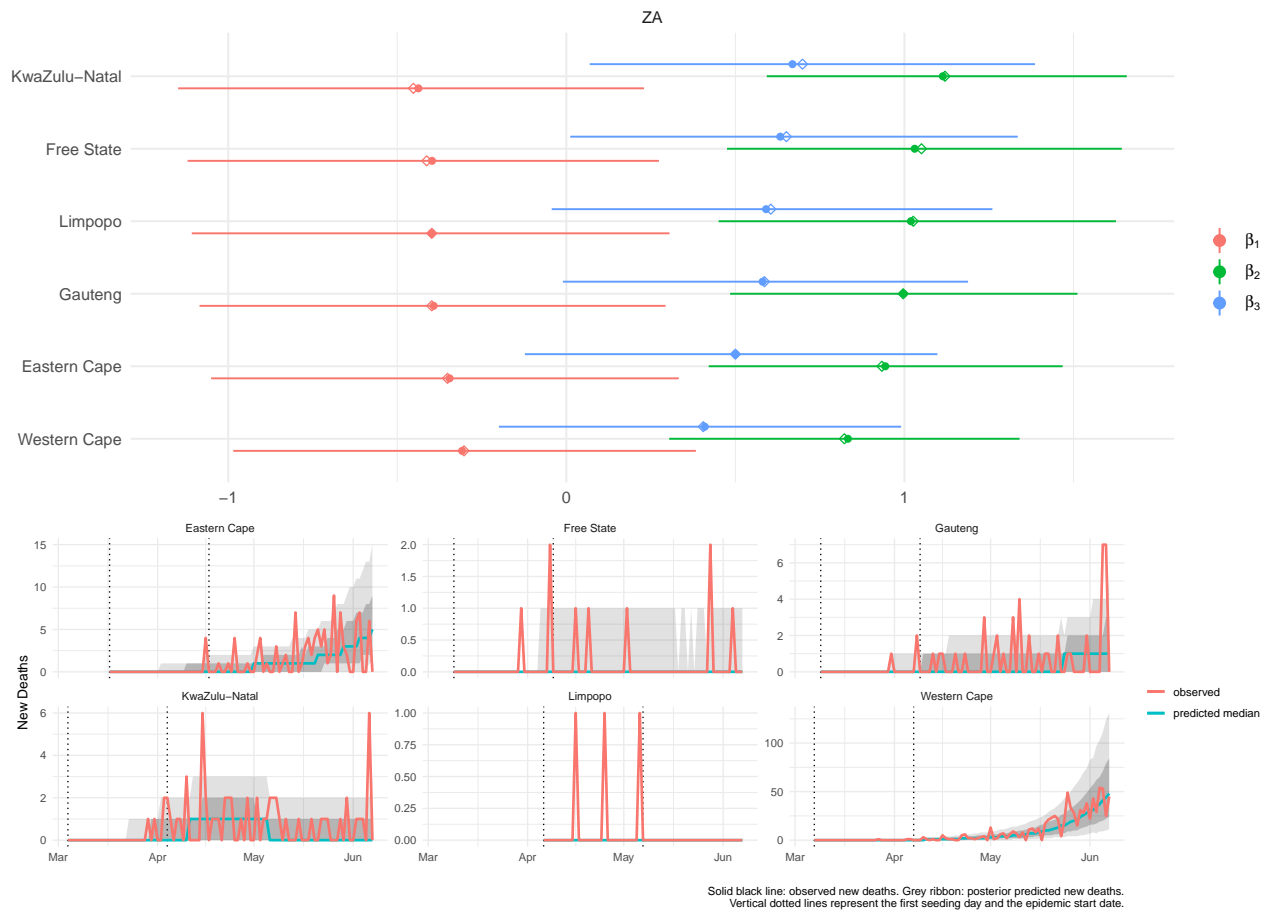 ZA
KwaZulu−Natal
Free State
Limpopo
Gauteng
Eastern Cape
Western Cape
−1 0 1
β1
β2
β3
Eastern Cape
Free State
Gauteng
15
10
5
0
2.0
1.5
1.0
0.5
0.0
6
4
2
0
KwaZulu−Natal
Limpopo
Western Cape
6
4
2
0
1.00
0.75
0.50
0.25
0.00
100
50
0
Mar Apr May Jun
Mar Apr May Jun
Mar Apr May Jun
New Deaths
observed
predicted median
Solid black line: observed new deaths. Grey ribbon: posterior predicted new deaths.
Vertical dotted lines represent the first seeding day and the epidemic start date.